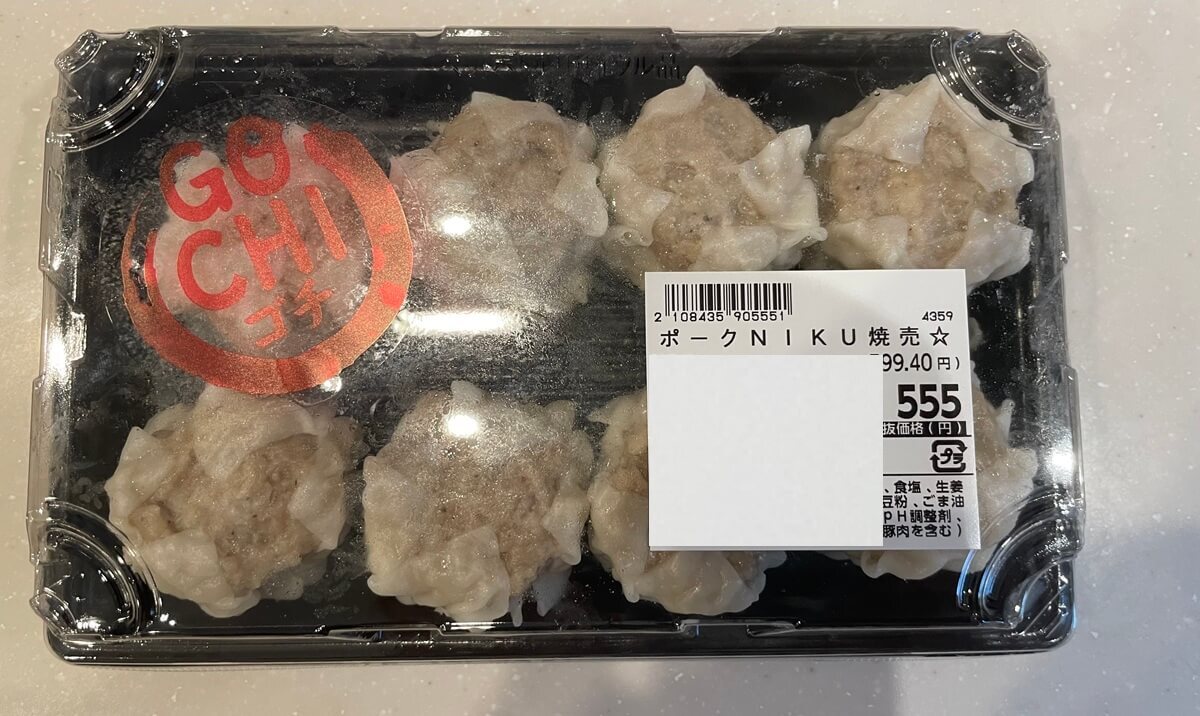 GO
CHI
ゴチ
2 108435 905551
4359
ポークNIKU焼売☆
99.40円)
555
抜価格(円)
プラ
、食塩、生姜
豆粉、ごま油
pH調整剤、
豚肉を含む)